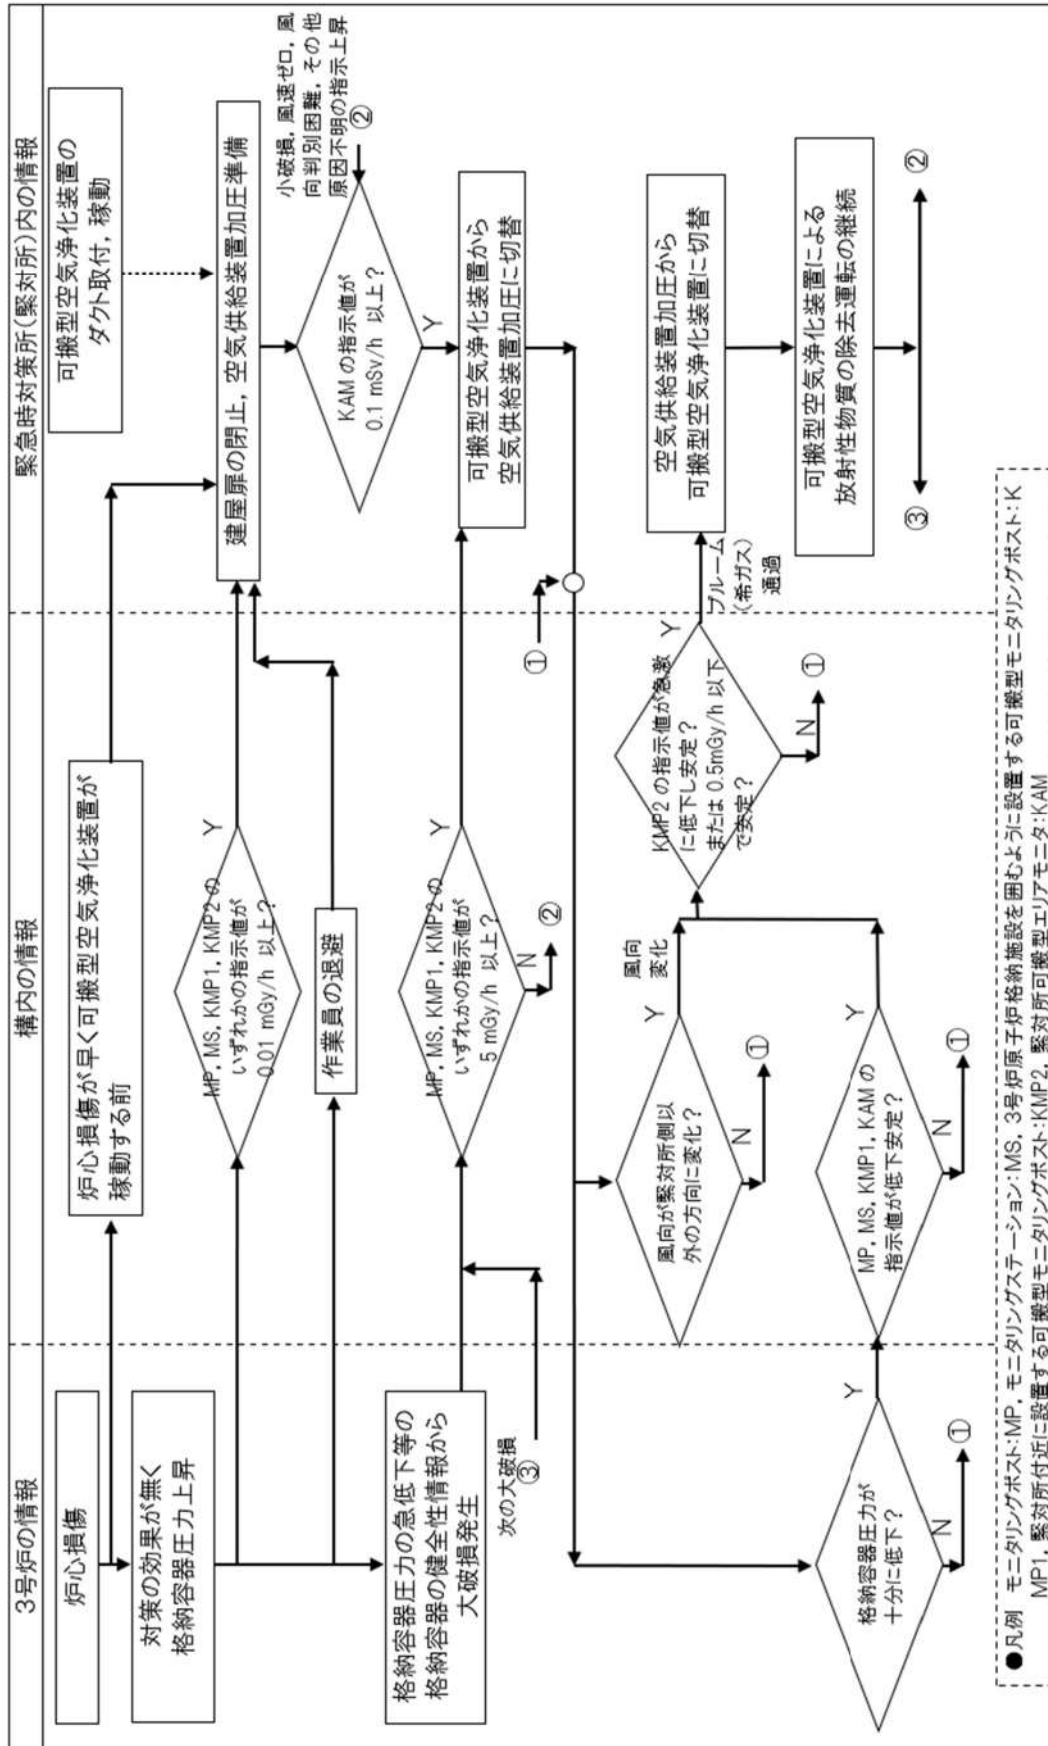 3号炉の情報
構内の情報
緊急時対策所(緊対所)内の情報
炉心損傷
対策の効果が無く
格納容器圧力上昇
格納容器圧力の急低下等の
格納容器の健全性情報から
大破損発生
次の大破損
③
格納容器圧力が
十分に低下?
Y
N
①
炉心損傷が早く可搬型空気浄化装置が
稼動する前
MP, MS, KMP1, KMP2の
いずれかの指示値が
0.01 mGy/h 以上?
Y
作業員の退避
MP, MS, KMP1, KMP2の
いずれかの指示値が
5 mGy/h 以上?
Y
N
②
①
風向が緊対所側以
外の方向に変化?
Y
N
①
風向
変化
MP, MS, KMP1, KAM の
指示値が低下安定?
Y
N
①
KMP2 の指示値が急激
に低下し安定?
または 0.5mGy/h 以下
で安定?
Y
N
①
プルーム
(希ガス)
通過
可搬型空気浄化装置の
ダクト取付, 稼動
建屋扉の閉止, 空気供給装置加圧準備
小破損, 風速ゼロ, 風
向判別困難, その他
原因不明の指示上昇
②
KAM の指示値が
0.1 mSv/h 以上?
Y
可搬型空気浄化装置から
空気供給装置加圧に切替
空気供給装置加圧から
可搬型空気浄化装置に切替
可搬型空気浄化装置による
放射性物質の除去運転の継続
③
②
●凡例 モニタリングポスト:MP, モニタリングステーション:MS, 3号炉原子炉格納施設を囲むように設置する可搬型モニタリングポスト:K
MP1, 緊対所付近に設置する可搬型モニタリングポスト:KMP2, 緊対所可搬型エリアモニタ:KAM